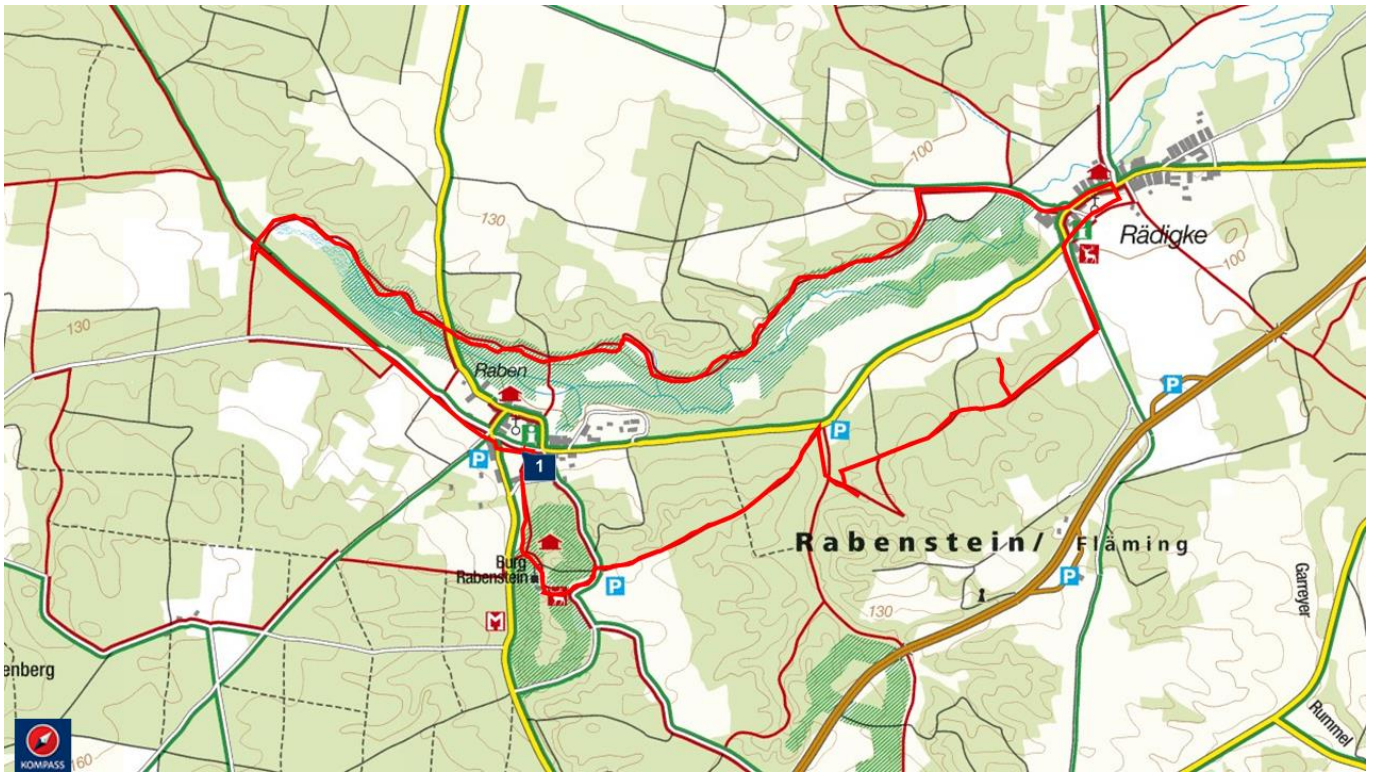 100
130
Rädigke
100
130
Raben
P
P
P
1
Rabenstein/ Fläming
Burg
Rabenstein
P
P
Garreyer
130
enberg
Rummel
160
KOMPASS